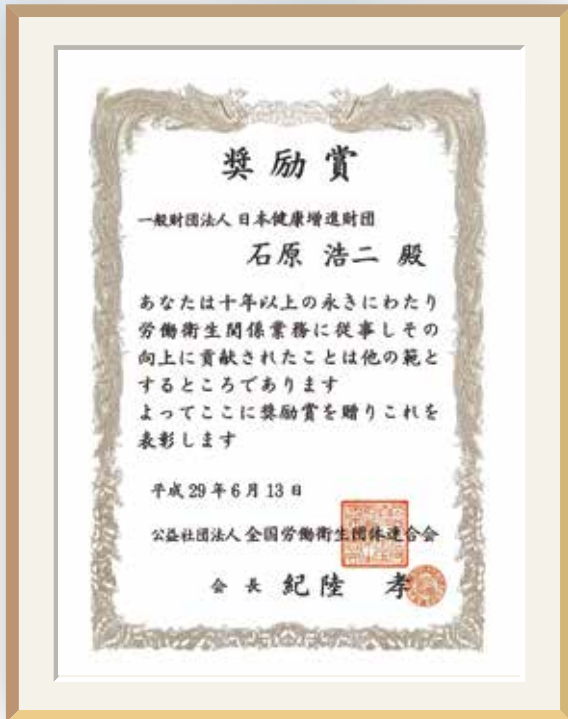 奨励賞
一般財団法人 日本健康増進財団
石原 浩二 殿
あなたは十年以上の永きにわたり
労働衛生関係業務に従事しその
向上に貢献されたことは他の範と
するところであります
よってここに奨励賞を贈りこれを
表彰します
平成29年6月13日
公益社団法人 全国労働衛生団体連合会
会長 紀陸 孝